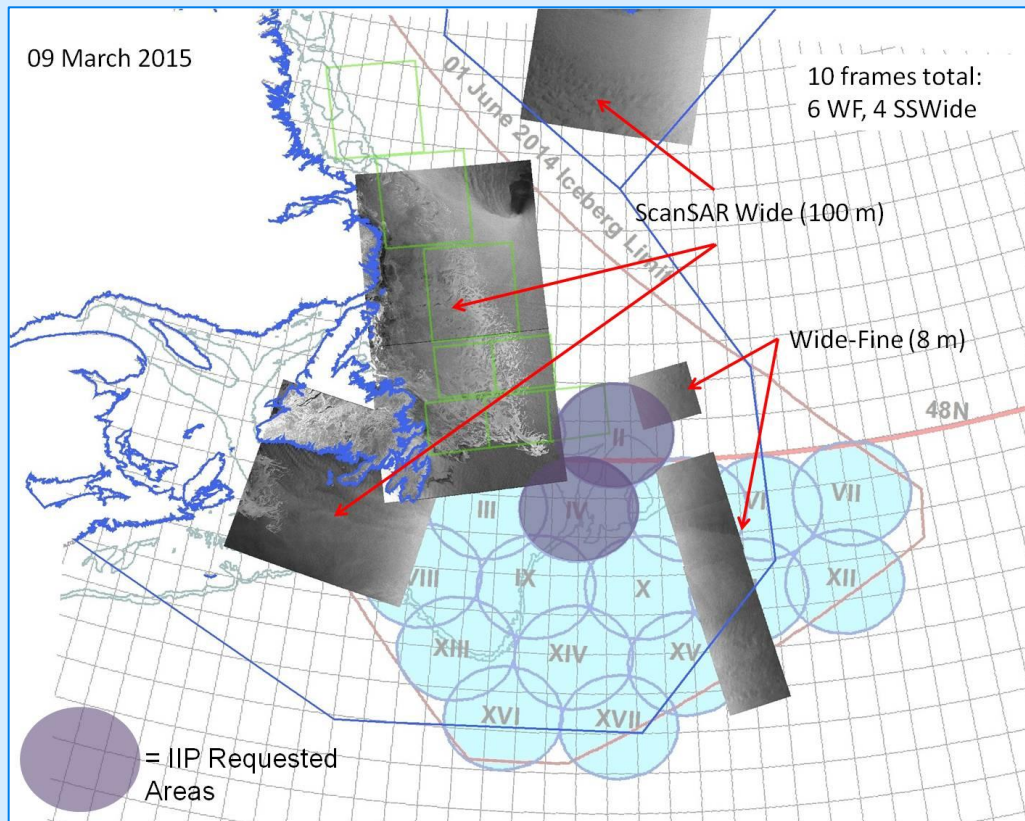 09 March 2015
10 frames total:
6 WF, 4 SSWide
01 June 2014 Iceberg Limit
ScanSAR Wide (100 m)
Wide-Fine (8 m)
48N
II
III
IV
VI
VII
VIII
IX
X
XII
XIII
XIV
XV
XVI
XVII
= IIP Requested
Areas